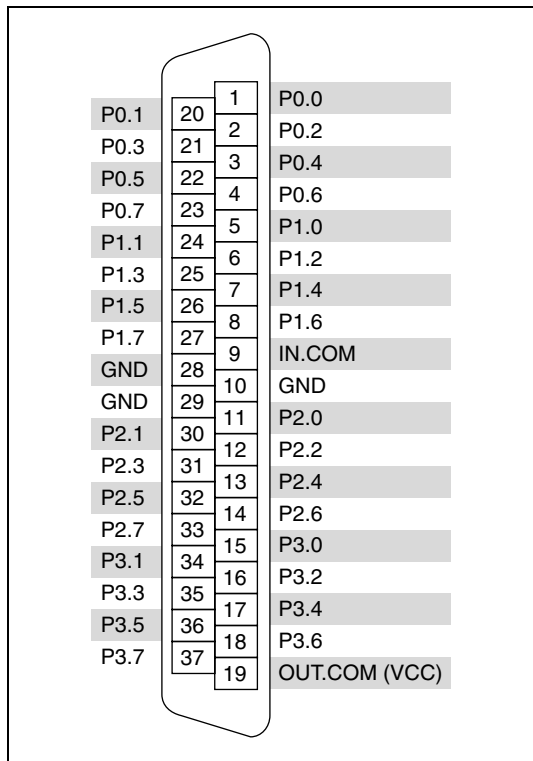 1 P0.0
P0.1 20
2 P0.2
P0.3 21
3 P0.4
P0.5 22
4 P0.6
P0.7 23
5 P1.0
P1.1 24
6 P1.2
P1.3 25
7 P1.4
P1.5 26
8 P1.6
P1.7 27
9 IN.COM
GND 28
10 GND
GND 29
11 P2.0
P2.1 30
12 P2.2
P2.3 31
13 P2.4
P2.5 32
14 P2.6
P2.7 33
15 P3.0
P3.1 34
16 P3.2
P3.3 35
17 P3.4
P3.5 36
18 P3.6
P3.7 37
19 OUT.COM (VCC)